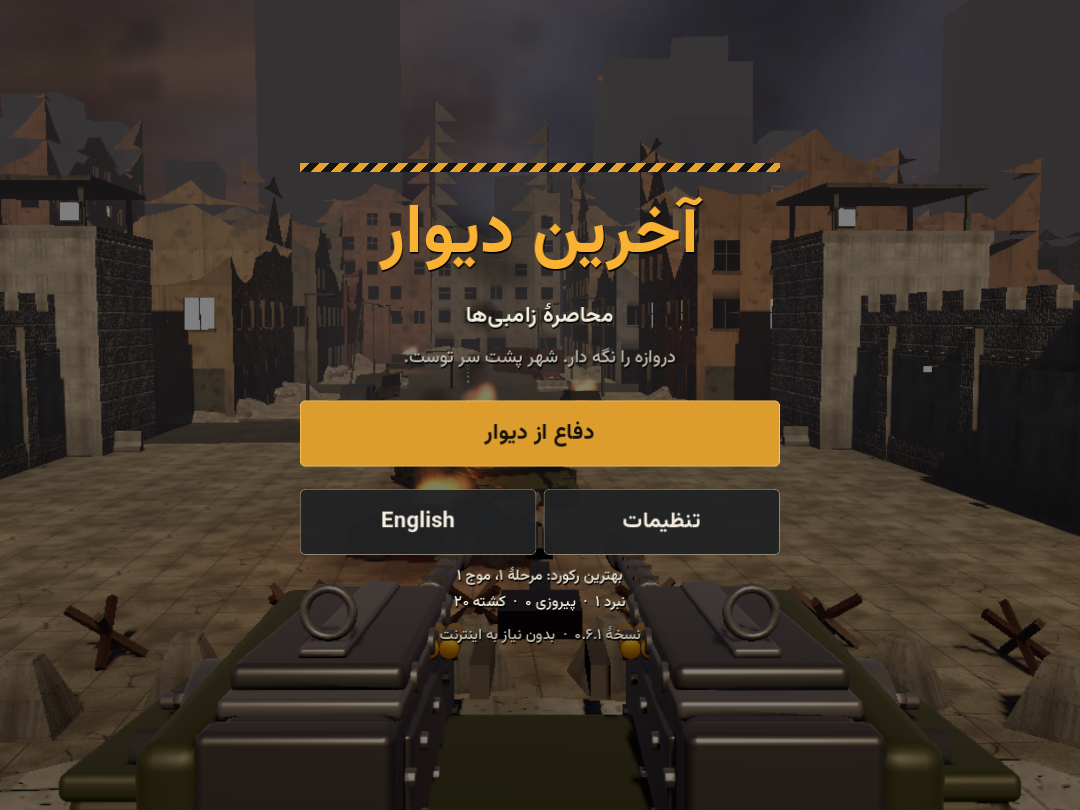 آخرین دیوار
محاصرهٔ زامبی‌ها
دروازه را نگه دار. شهر پشت سر توست.
دفاع از دیوار
تنظیمات
English
بهترین رکورد: مرحلهٔ ۱، موج ۱
نبرد ۱ · پیروزی ۰ · کشته ۲۰
نسخهٔ ۰.۶.۱ · بدون نیاز به اینترنت